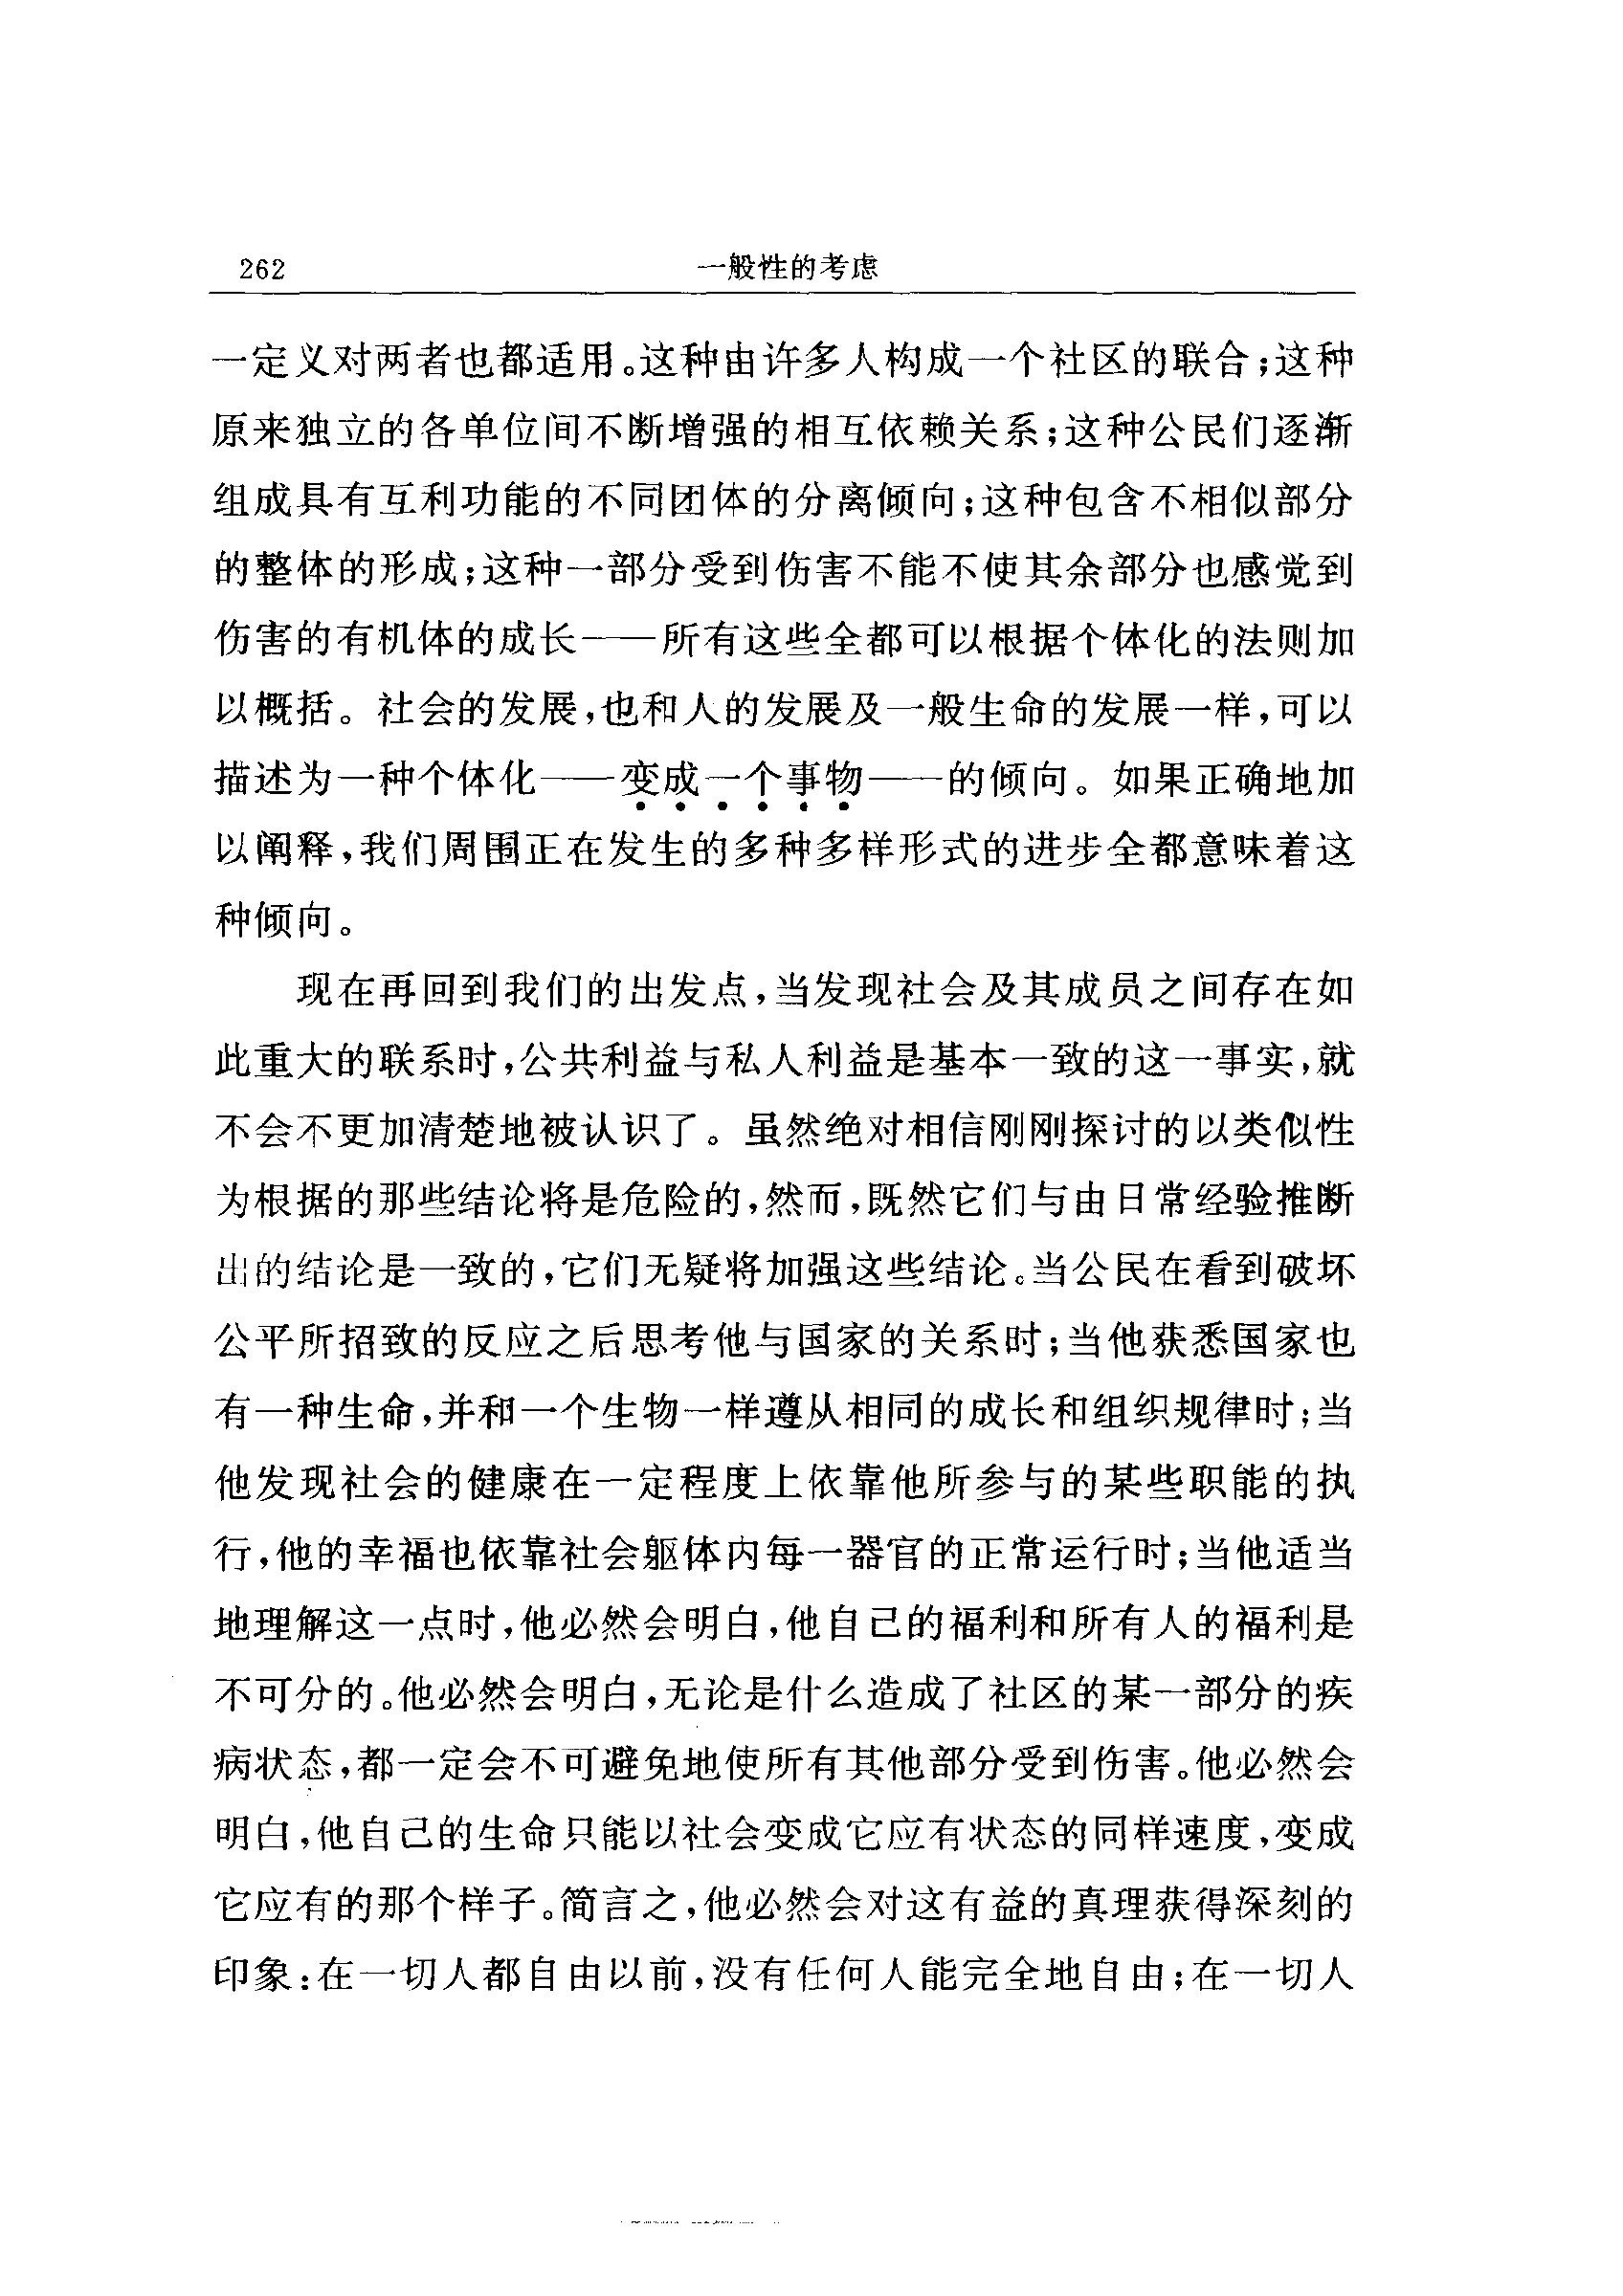 262 一般性的考虑
一定义对两者也都适用。这种由许多人构成一个社区的联合;这种
原来独立的各单位间不断增强的相互依赖关系;这种公民们逐渐
组成具有互利功能的不同团体的分离倾向;这种包含不相似部分
的整体的形成;这种一部分受到伤害不能不使其余部分也感觉到
伤害的有机体的成长——所有这些全都可以根据个体化的法则加
以概括。社会的发展,也和人的发展及一般生命的发展一样,可以
描述为一种个体化——变成一个事物——的倾向。如果正确地加
以阐释,我们周围正在发生的多种多样形式的进步全都意味着这
种倾向。
现在再回到我们的出发点,当发现社会及其成员之间存在如
此重大的联系时,公共利益与私人利益是基本一致的这一事实,就
不会不更加清楚地被认识了。虽然绝对相信刚刚探讨的以类似性
为根据的那些结论将是危险的,然而,既然它们与由日常经验推断
出的结论是一致的,它们无疑将加强这些结论。当公民在看到破坏
公平所招致的反应之后思考他与国家的关系时;当他获悉国家也
有一种生命,并和一个生物一样遵从相同的成长和组织规律时;当
他发现社会的健康在一定程度上依靠他所参与的某些职能的执
行,他的幸福也依靠社会躯体内每一器官的正常运行时;当他适当
地理解这一点时,他必然会明白,他自己的福利和所有人的福利是
不可分的。他必然会明白,无论是什么造成了社区的某一部分的疾
病状态,都一定会不可避免地使所有其他部分受到伤害。他必然会
明白,他自己的生命只能以社会变成它应有状态的同样速度,变成
它应有的那个样子。简言之,他必然会对这有益的真理获得深刻的
印象:在一切人都自由以前,没有任何人能完全地自由;在一切人